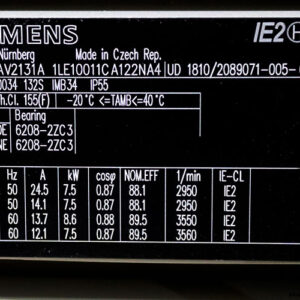 EMENS IE2
Nürnberg Made in Czech Rep.
AV2131A 1LE10011CA122NA4 UD 1810/2089071-005-
0034 132S IMB34 IP55
h.Cl. 155(F) -20°C <=TAMB<=40°C
Bearing
DE 6208-2ZC3
NE 6208-2ZC3
Hz A kW cosφ NOM.EFF 1/min IE-CL
50 24.5 7.5 0.87 88.1 2950 IE2
50 14.1 7.5 0.87 88.1 2950 IE2
60 13.7 8.6 0.88 89.5 3550 IE2
60 12.1 7.5 0.87 89.5 3560 IE2